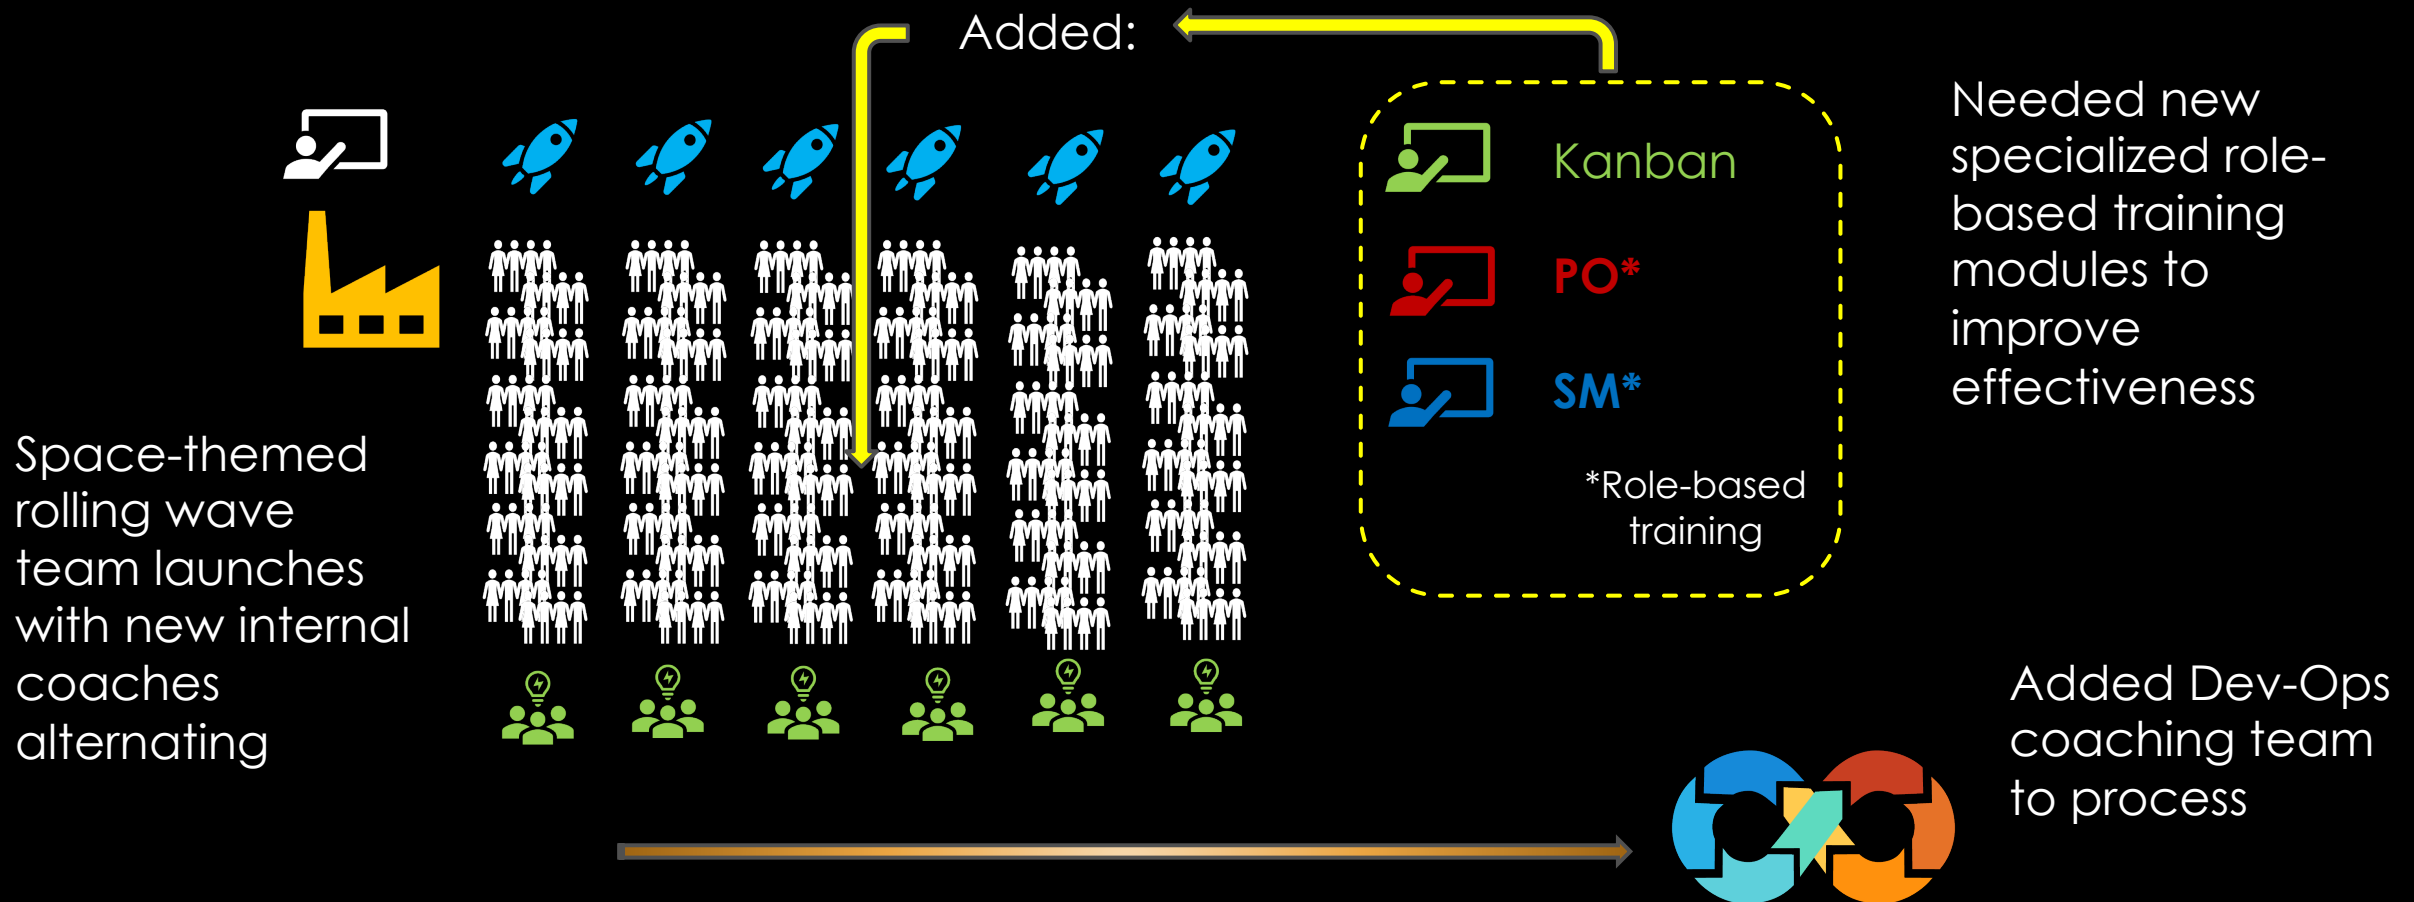 Added:
Needed new
specialized role-
based training
modules to
improve
effectiveness
Kanban
PO*
SM*
*Role-based
training
Space-themed
rolling wave
team launches
with new internal
coaches
alternating
Added Dev-Ops
coaching team
to process